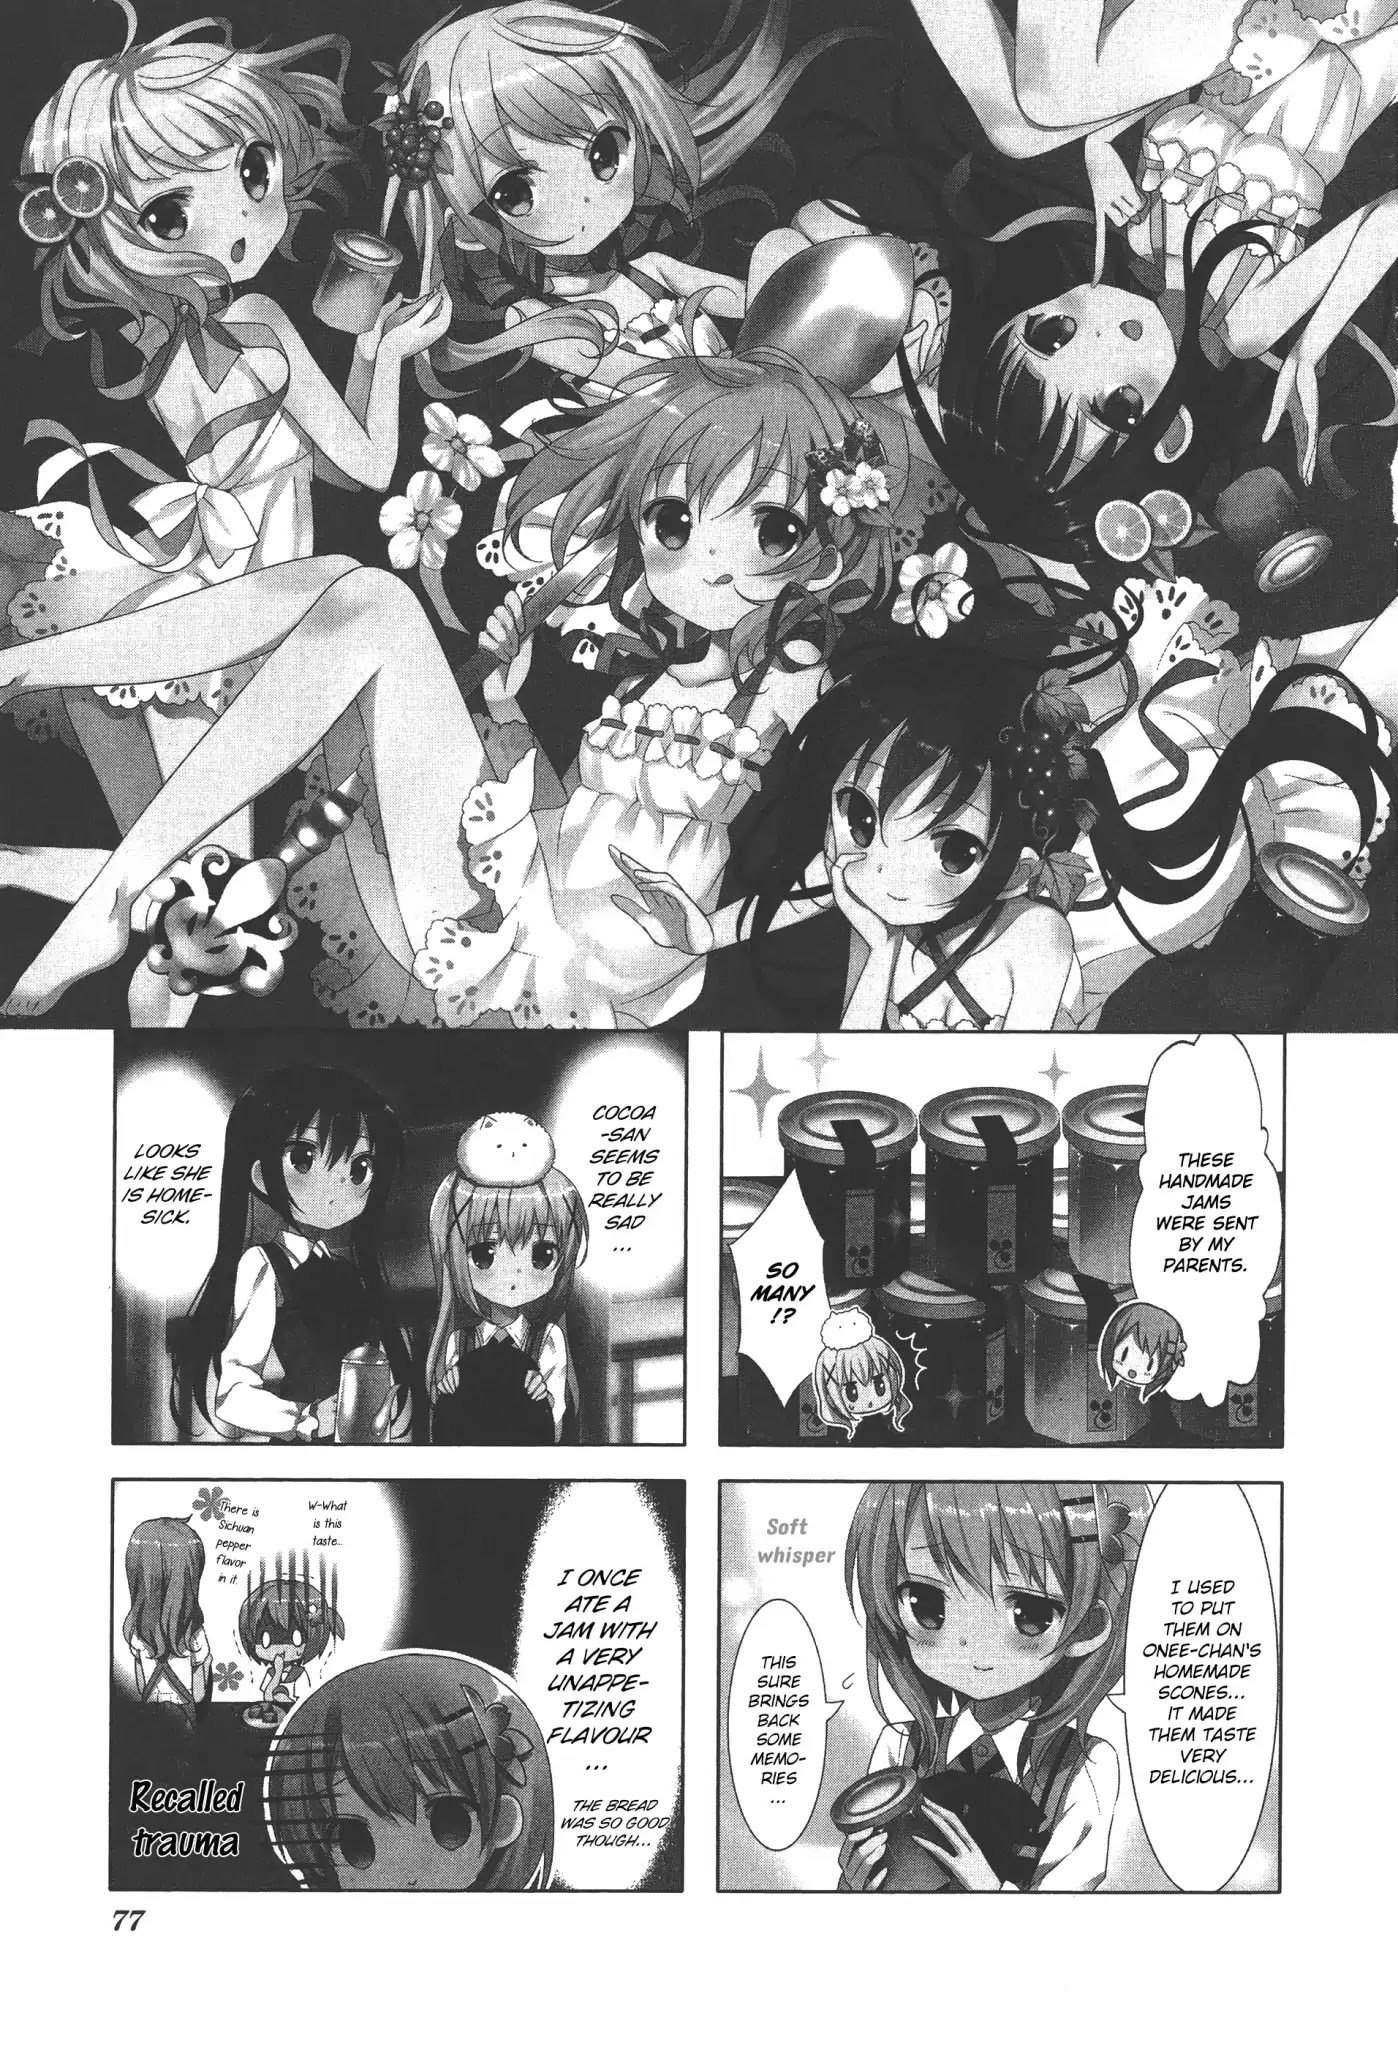 THESE
HANDMADE
JAMS
WERE SENT
BY MY
PARENTS.
SO
MANY
!?
I USED
TO PUT
THEM ON
ONEE-CHAN'S
HOMEMADE
SCONES...
IT MADE
THEM TASTE
VERY
DELICIOUS...
Soft
whisper
THIS
SURE
BRINGS
BACK
SOME
MEMO-
RIES
...
COCOA
-SAN
SEEMS
TO BE
REALLY
SAD
...
LOOKS
LIKE SHE
IS HOME-
SICK.
I ONCE
ATE A
JAM WITH
A VERY
UNAPPE-
TIZING
FLAVOUR
...
THE BREAD
WAS SO GOOD
THOUGH...
W-What
is this
taste...
There is
Sichuan
pepper
flavor
in it.
Recalled
trauma
77